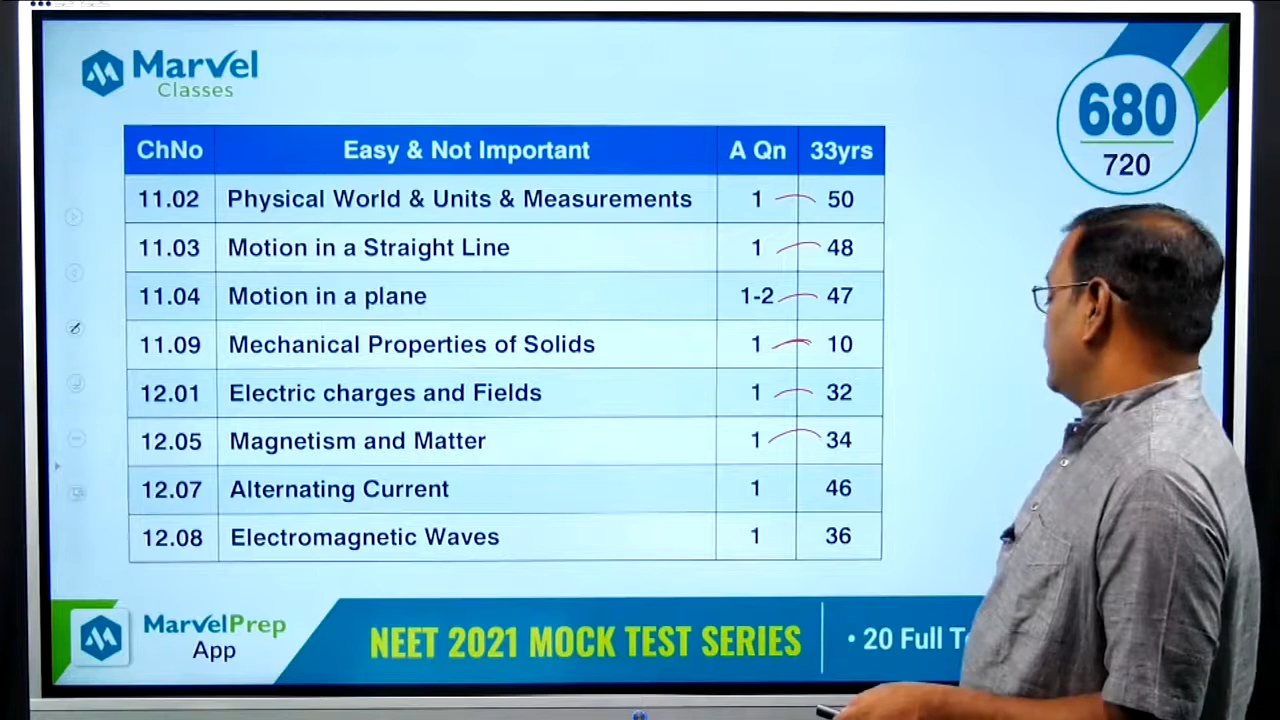 Marvel
Classes
680
720
ChNo Easy & Not Important A Qn 33yrs
11.02 Physical World & Units & Measurements 1 50
11.03 Motion in a Straight Line 1 48
11.04 Motion in a plane 1-2 47
11.09 Mechanical Properties of Solids 1 10
12.01 Electric charges and Fields 1 32
12.05 Magnetism and Matter 1 34
12.07 Alternating Current 1 46
12.08 Electromagnetic Waves 1 36
MarvelPrep
App
NEET 2021 MOCK TEST SERIES
• 20 Full